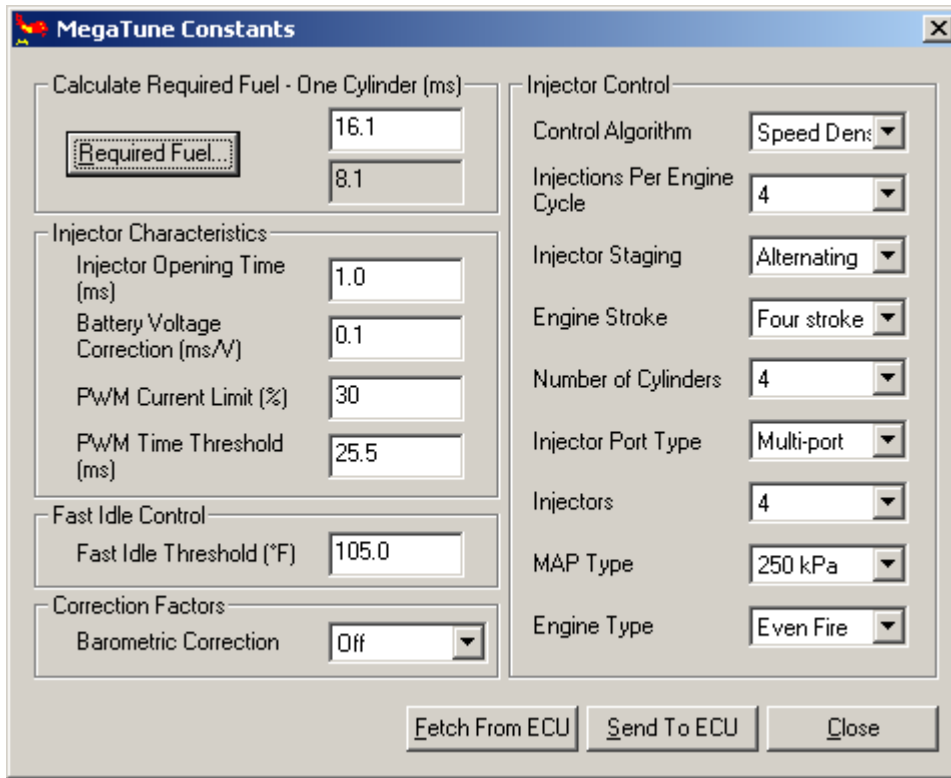 MegaTune Constants
Calculate Required Fuel - One Cylinder (ms)
Required Fuel...
16.1
8.1
Injector Characteristics
Injector Opening Time
(ms)
1.0
Battery Voltage
Correction (ms/V)
0.1
PWM Current Limit (%)
30
PWM Time Threshold
(ms)
25.5
Fast Idle Control
Fast Idle Threshold (°F)
105.0
Correction Factors
Barometric Correction
Off
Injector Control
Control Algorithm
Speed Dens
Injections Per Engine
Cycle
4
Injector Staging
Alternating
Engine Stroke
Four stroke
Number of Cylinders
4
Injector Port Type
Multi-port
Injectors
4
MAP Type
250 kPa
Engine Type
Even Fire
Fetch From ECU
Send To ECU
Close